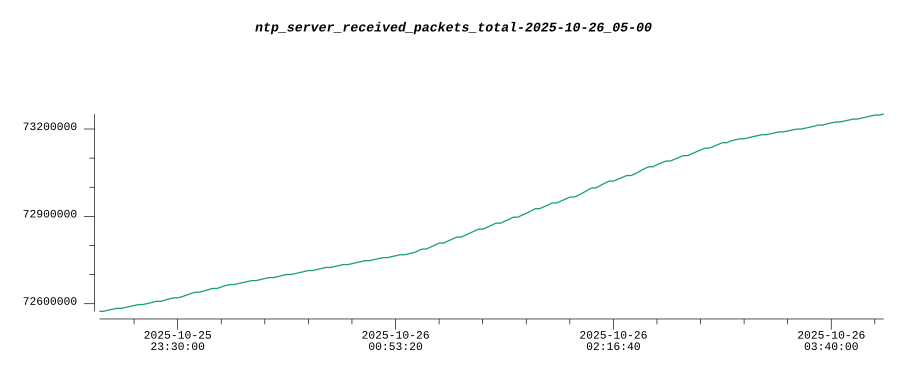 ntp_server_received_packets_total-2025-10-26_05-00
73200000
72900000
72600000
2025-10-25 2025-10-26 2025-10-26 2025-10-26
23:30:00 00:53:20 02:16:40 03:40:00